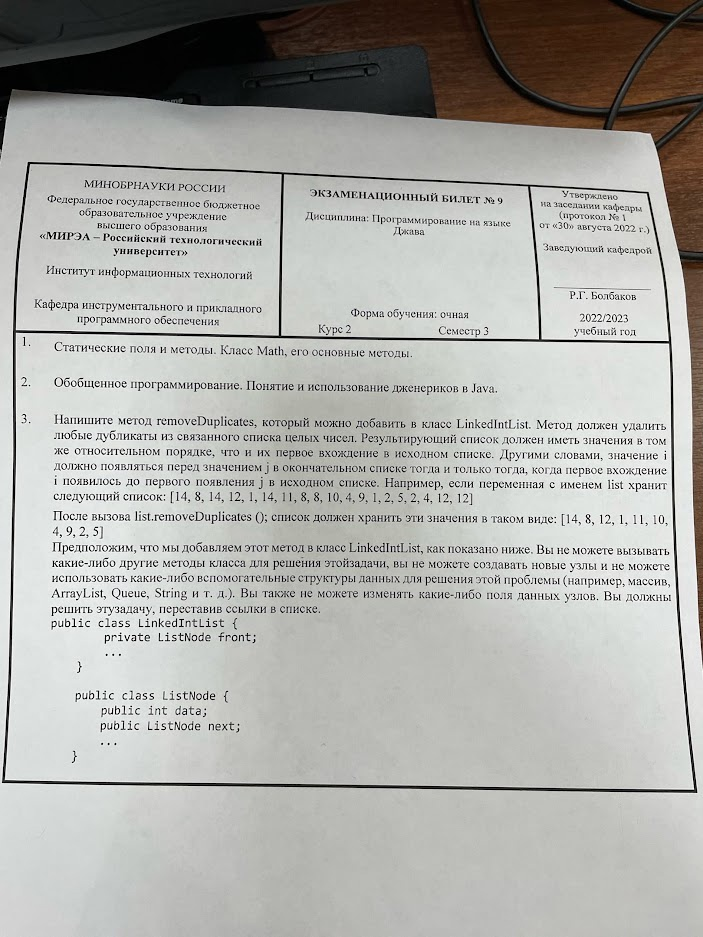 МИНОБРНАУКИ РОССИИ
Федеральное государственное бюджетное
образовательное учреждение
высшего образования
«МИРЭА – Российский технологический
университет»
Институт информационных технологий
Кафедра инструментального и прикладного
программного обеспечения
ЭКЗАМЕНАЦИОННЫЙ БИЛЕТ № 9
Дисциплина: Программирование на языке
Джава
Форма обучения: очная
Курс 2 Семестр 3
Утверждено
на заседании кафедры
(протокол № 1
от «30» августа 2022 г.)
Заведующий кафедрой
Р.Г. Болбаков
2022/2023
учебный год
1. Статические поля и методы. Класс Math, его основные методы.
2. Обобщенное программирование. Понятие и использование дженериков в Java.
3. Напишите метод removeDuplicates, который можно добавить в класс LinkedIntList. Метод должен удалить
любые дубликаты из связанного списка целых чисел. Результирующий список должен иметь значения в том
же относительном порядке, что и их первое вхождение в исходном списке. Другими словами, значение i
должно появляться перед значением j в окончательном списке тогда и только тогда, когда первое вхождение
i появилось до первого появления j в исходном списке. Например, если переменная с именем list хранит
следующий список: [14, 8, 14, 12, 1, 14, 11, 8, 8, 10, 4, 9, 1, 2, 5, 2, 4, 12, 12]
После вызова list.removeDuplicates (); список должен хранить эти значения в таком виде: [14, 8, 12, 1, 11, 10,
4, 9, 2, 5]
Предположим, что мы добавляем этот метод в класс LinkedIntList, как показано ниже. Вы не можете вызывать
какие-либо другие методы класса для решения этойзадачи, вы не можете создавать новые узлы и не можете
использовать какие-либо вспомогательные структуры данных для решения этой проблемы (например, массив,
ArrayList, Queue, String и т. д.). Вы также не можете изменять какие-либо поля данных узлов. Вы должны
решить этузадачу, переставив ссылки в списке.
public class LinkedIntList {
private ListNode front;
...
}
public class ListNode {
public int data;
public ListNode next;
...
}